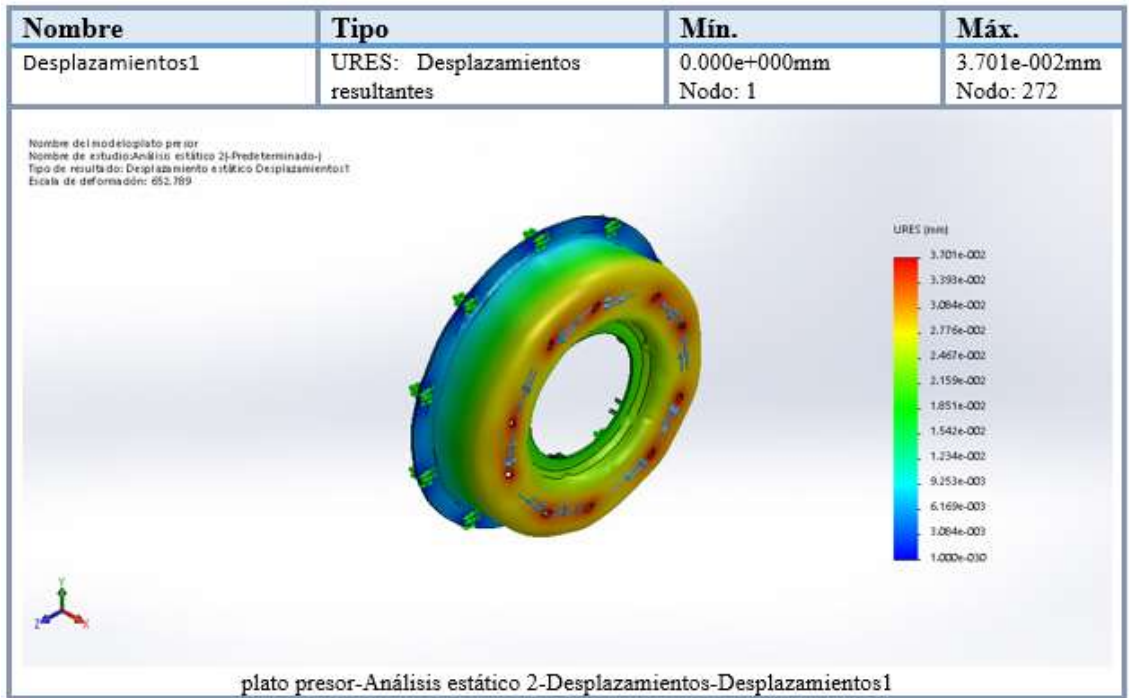 Nombre Tipo Mín. Máx.
Desplazamientos1 URES: Desplazamientos 0.000e+000mm 3.701e-002mm
resultantes Nodo: 1 Nodo: 272
Nombre del modelo:plato presor
Nombre de estudio:Análisis estático 2(-Predeterminado-)
Tipo de resultado: Desplazamiento estático Desplazamientos1
Escala de deformación: 652.789
URES (mm)
3.701e-002
3.393e-002
3.084e-002
2.776e-002
2.467e-002
2.159e-002
1.851e-002
1.542e-002
1.234e-002
9.253e-003
6.169e-003
3.084e-003
1.000e-030
Y
Z X
plato presor-Análisis estático 2-Desplazamientos-Desplazamientos1